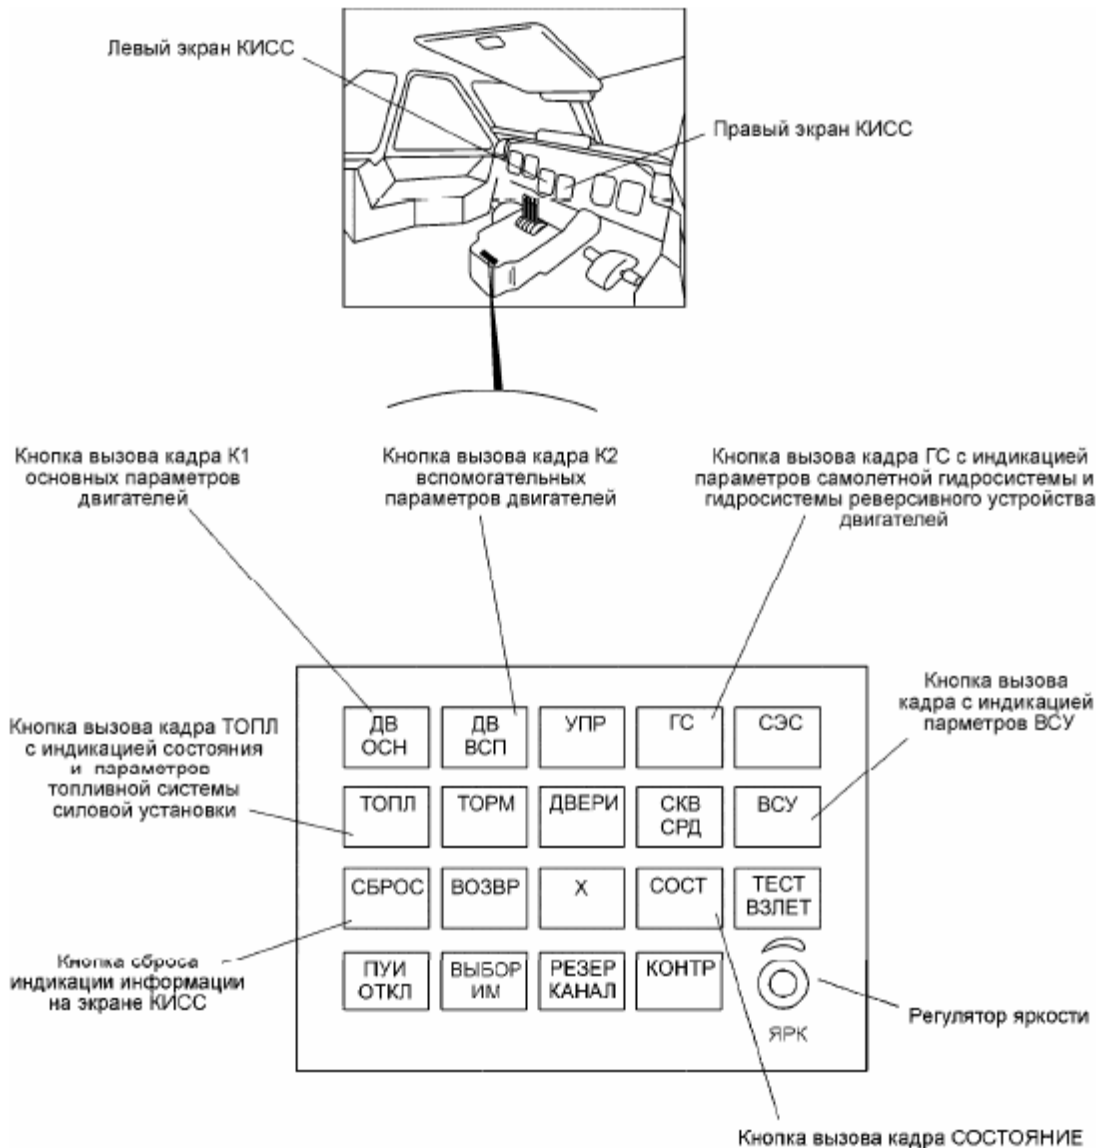 Левый экран КИСС
Правый экран КИСС
Кнопка вызова кадра К1
основных параметров
двигателей
Кнопка вызова кадра К2
вспомогательных
параметров двигателей
Кнопка вызова кадра ГС с индикацией
параметров самолетной гидросистемы и
гидросистемы реверсивного устройства
двигателей
Кнопка вызова
кадра с индикацией
парметров ВСУ
Кнопка вызова кадра ТОПЛ
с индикацией состояния
и параметров
топливной системы
силовой установки
ДВ
ОСН
ДВ
ВСП
УПР
ГС
СЭС
ТОПЛ
ТОРМ
ДВЕРИ
СКВ
СРД
ВСУ
СБРОС
ВОЗВР
Х
СОСТ
ТЕСТ
ВЗЛЕТ
ПУИ
ОТКЛ
ВЫБОР
ИМ
РЕЗЕР
КАНАЛ
КОНТР
ЯРК
Кнопка сброса
индикации информации
на экране КИСС
Регулятор яркости
Кнопка вызова кадра СОСТОЯНИЕ